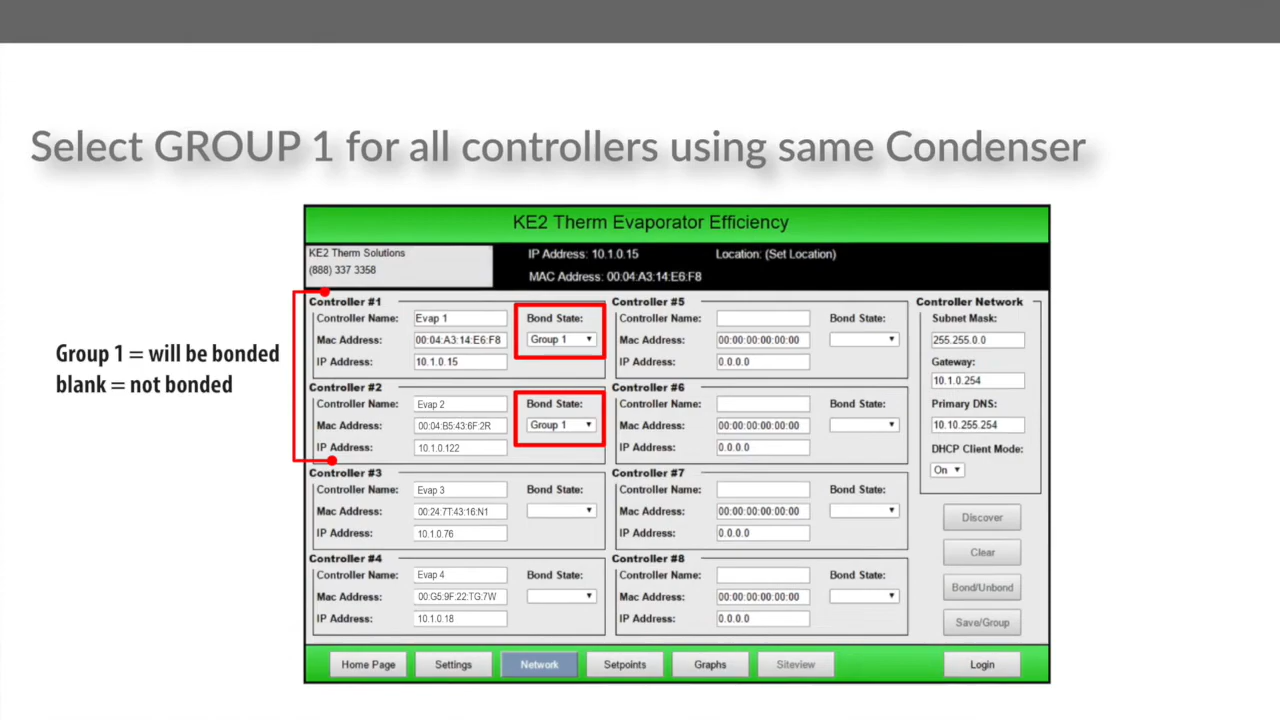 Select GROUP 1 for all controllers using same Condenser
Group 1 = will be bonded
blank = not bonded
KE2 Therm Evaporator Efficiency
KE2 Therm Solutions
(888) 337 3358
IP Address: 10.1.0.15
Location: (Set Location)
MAC Address: 00:04:A3:14:E6:F8
Controller #1
Controller Name: Evap 1
Mac Address: 00:04:A3:14:E6:F8
IP Address: 10.1.0.15
Bond State:
Group 1
Controller #2
Controller Name: Evap 2
Mac Address: 00:04:B5:43:6F:2R
IP Address: 10.1.0.122
Bond State:
Group 1
Controller #3
Controller Name: Evap 3
Mac Address: 00:24:7T:43:16:N1
IP Address: 10.1.0.76
Bond State:
Controller #4
Controller Name: Evap 4
Mac Address: 00:G5:9F:22:TG:7W
IP Address: 10.1.0.18
Bond State:
Controller #5
Controller Name:
Mac Address: 00:00:00:00:00:00
IP Address: 0.0.0.0
Bond State:
Controller #6
Controller Name:
Mac Address: 00:00:00:00:00:00
IP Address: 0.0.0.0
Bond State:
Controller #7
Controller Name:
Mac Address: 00:00:00:00:00:00
IP Address: 0.0.0.0
Bond State:
Controller #8
Controller Name:
Mac Address: 00:00:00:00:00:00
IP Address: 0.0.0.0
Bond State:
Controller Network
Subnet Mask:
255.255.0.0
Gateway:
10.1.0.254
Primary DNS:
10.10.255.254
DHCP Client Mode:
On
Discover
Clear
Bond/Unbond
Save/Group
Home Page
Settings
Network
Setpoints
Graphs
Siteview
Login